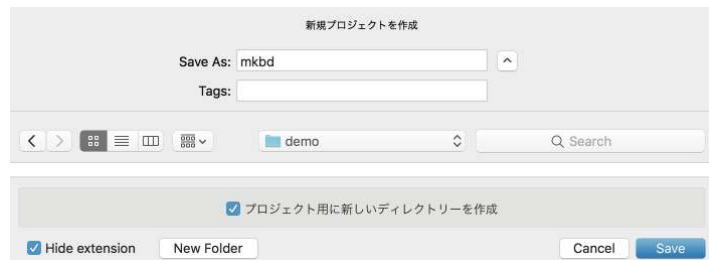 新規プロジェクトを作成
Save As: mkbd
Tags:
demo
Search
プロジェクト用に新しいディレクトリーを作成
Hide extension New Folder Cancel Save